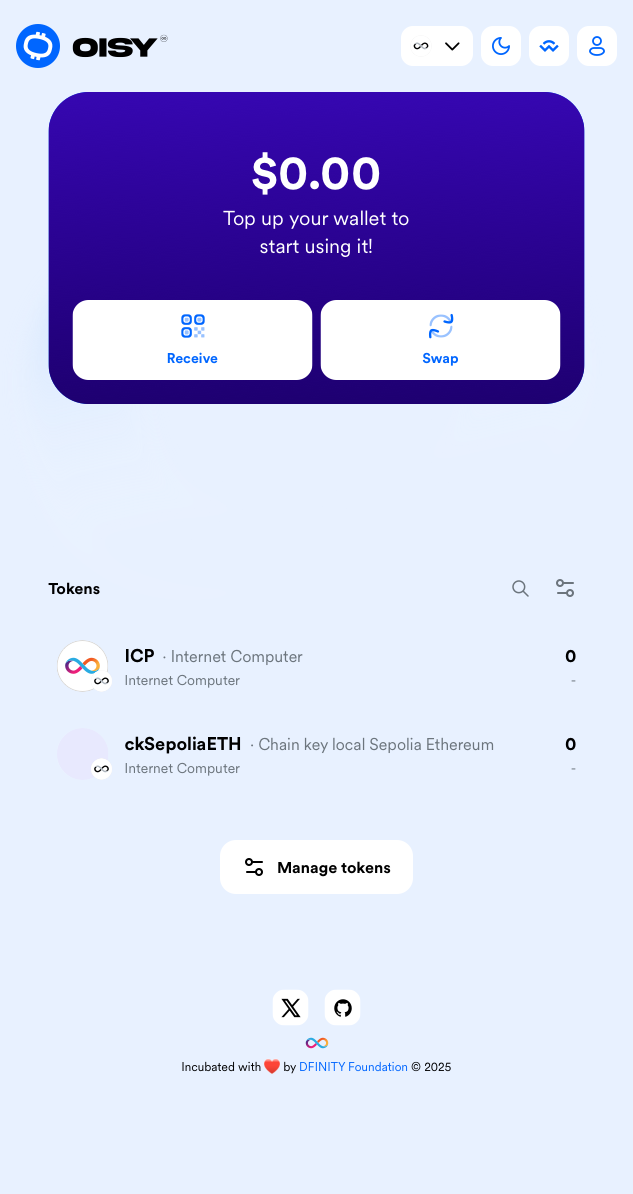 OISY
$0.00
Top up your wallet to
start using it!
Receive
Swap
Tokens
ICP · Internet Computer
0
Internet Computer
-
ckSepoliaETH · Chain key local Sepolia Ethereum
0
Internet Computer
-
Manage tokens
Incubated with ❤️ by DFINITY Foundation © 2025